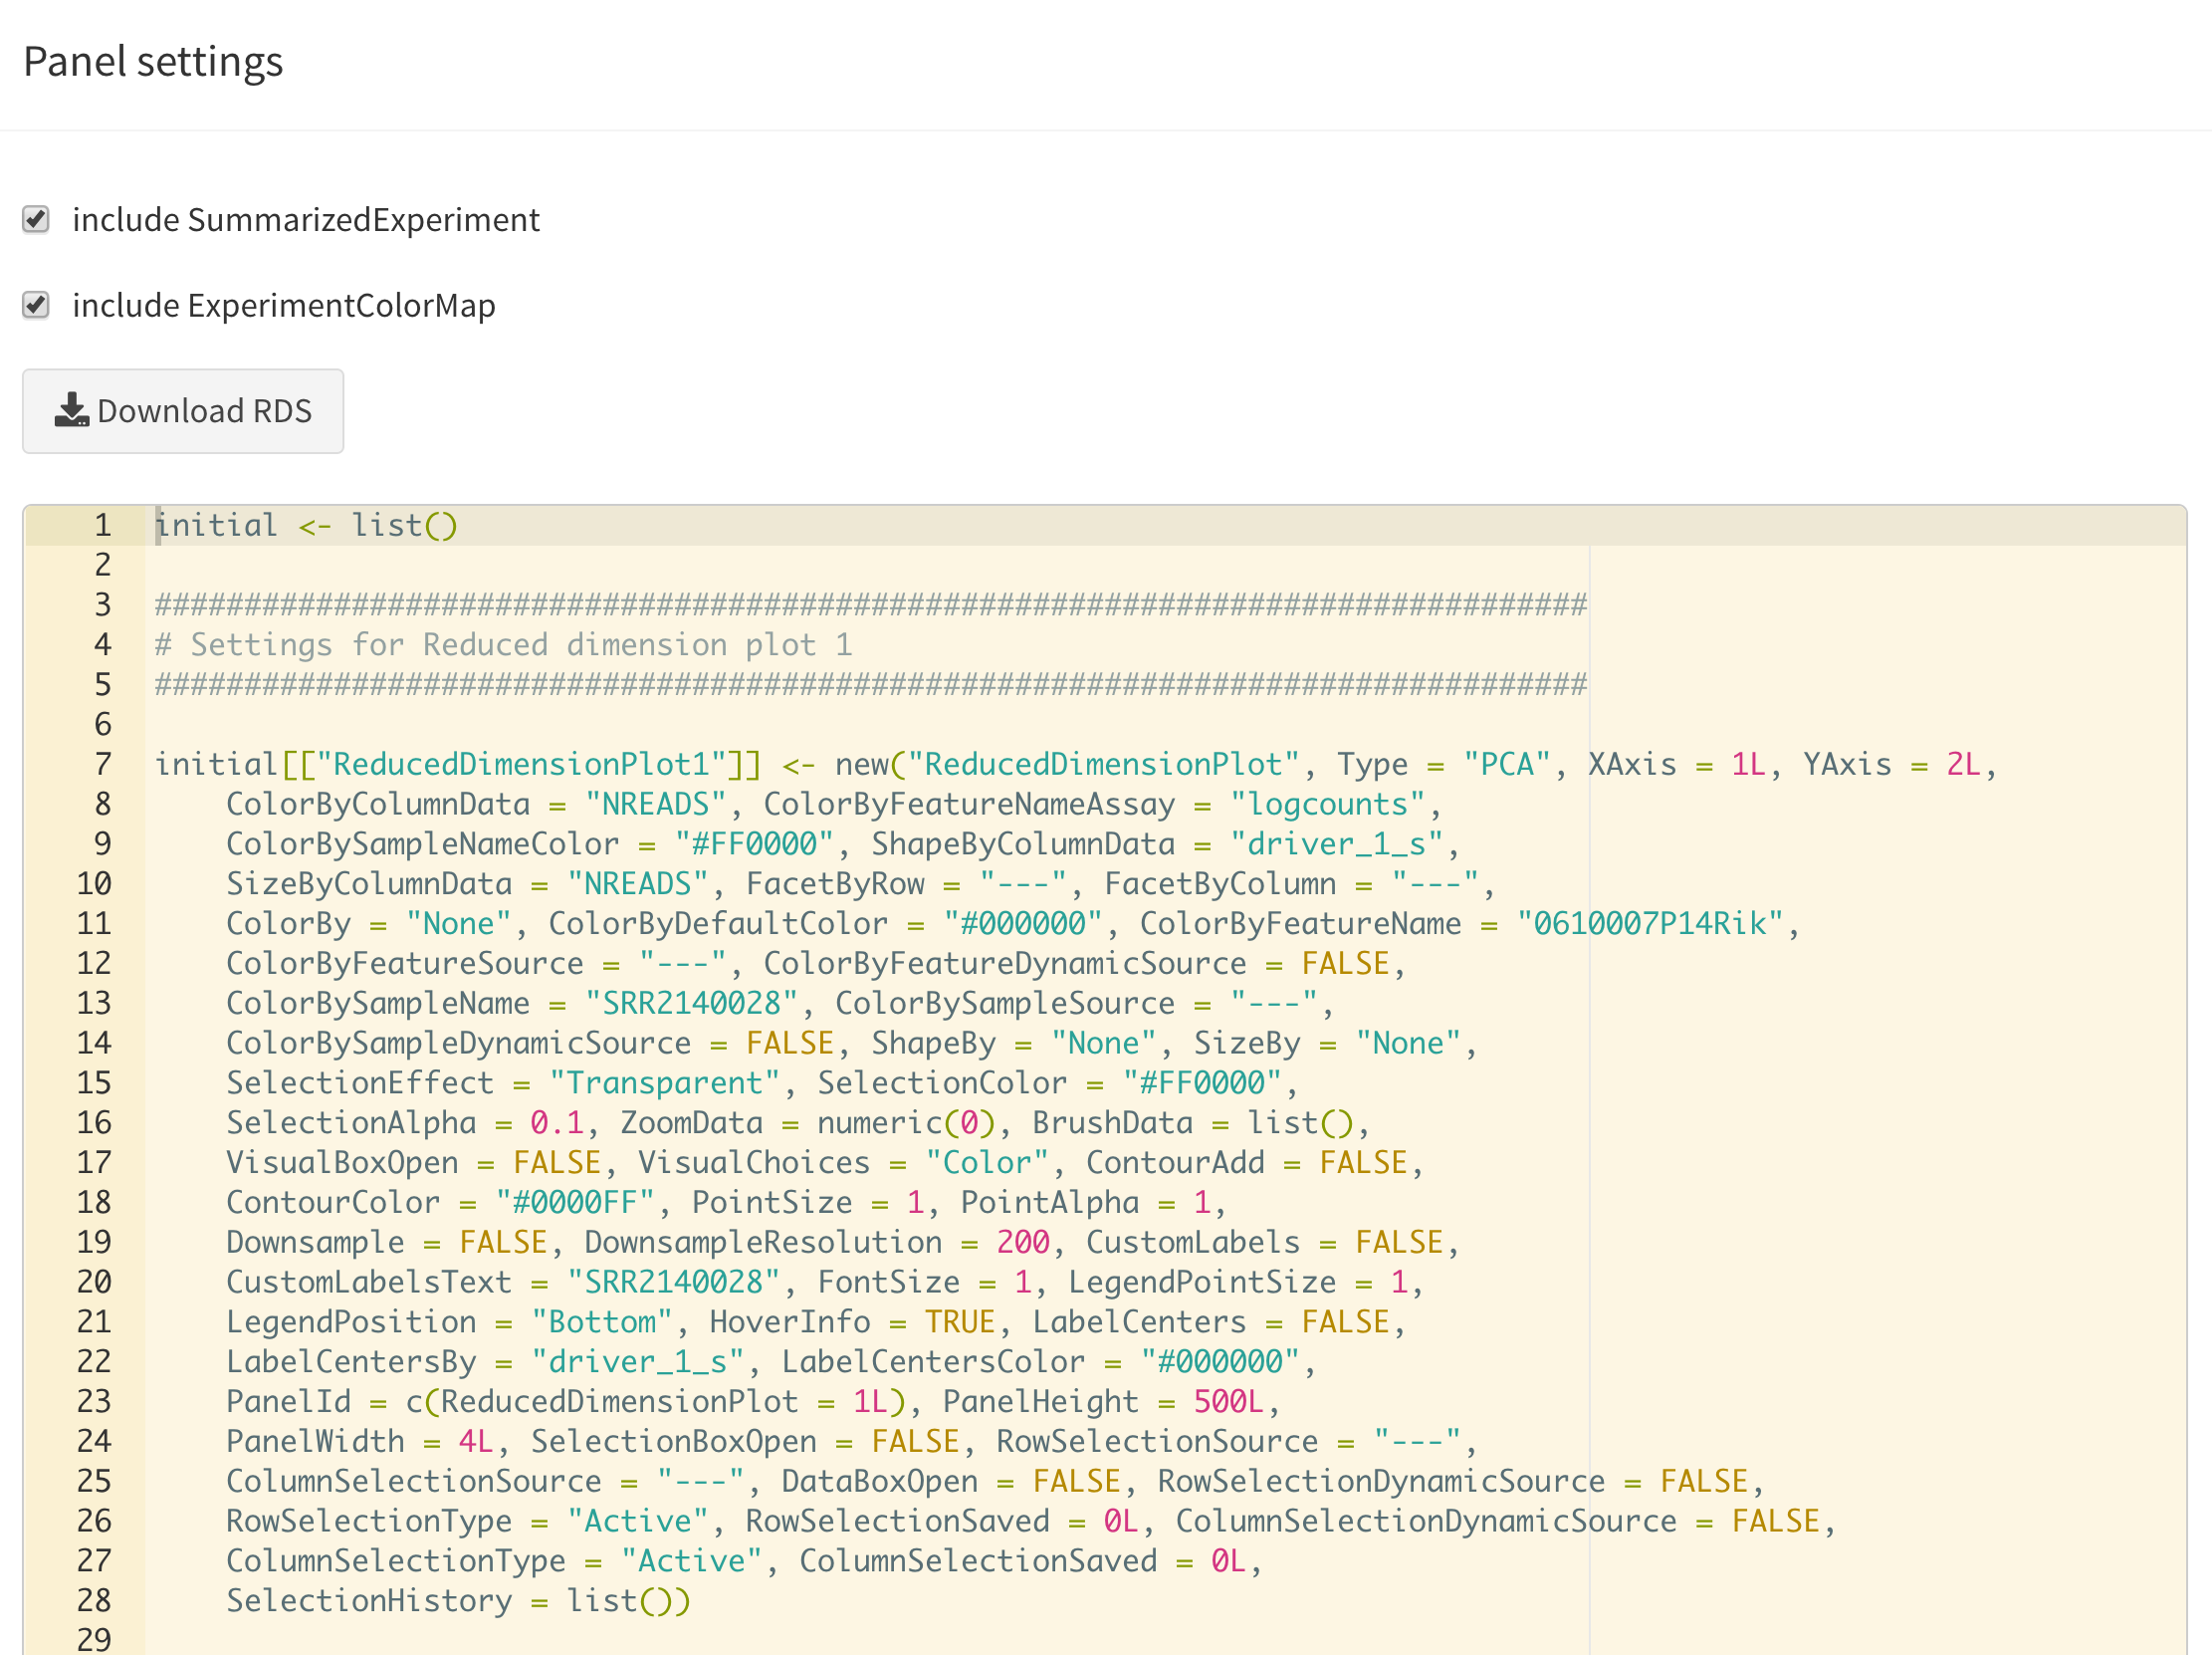 Panel settings
include SummarizedExperiment
include ExperimentColorMap
Download RDS
1 initial <- list()
2
3 ################################################################################
4 # Settings for Reduced dimension plot 1
5 ################################################################################
6
7 initial[["ReducedDimensionPlot1"]] <- new("ReducedDimensionPlot", Type = "PCA", XAxis = 1L, YAxis = 2L,
8     ColorByColumnData = "NREADS", ColorByFeatureNameAssay = "logcounts",
9     ColorBySampleNameColor = "#FF0000", ShapeByColumnData = "driver_1_s",
10     SizeByColumnData = "NREADS", FacetByRow = "---", FacetByColumn = "---",
11     ColorBy = "None", ColorByDefaultColor = "#000000", ColorByFeatureName = "0610007P14Rik",
12     ColorByFeatureSource = "---", ColorByFeatureDynamicSource = FALSE,
13     ColorBySampleName = "SRR2140028", ColorBySampleSource = "---",
14     ColorBySampleDynamicSource = FALSE, ShapeBy = "None", SizeBy = "None",
15     SelectionEffect = "Transparent", SelectionColor = "#FF0000",
16     SelectionAlpha = 0.1, ZoomData = numeric(0), BrushData = list(),
17     VisualBoxOpen = FALSE, VisualChoices = "Color", ContourAdd = FALSE,
18     ContourColor = "#0000FF", PointSize = 1, PointAlpha = 1,
19     Downsample = FALSE, DownsampleResolution = 200, CustomLabels = FALSE,
20     CustomLabelsText = "SRR2140028", FontSize = 1, LegendPointSize = 1,
21     LegendPosition = "Bottom", HoverInfo = TRUE, LabelCenters = FALSE,
22     LabelCentersBy = "driver_1_s", LabelCentersColor = "#000000",
23     PanelId = c(ReducedDimensionPlot = 1L), PanelHeight = 500L,
24     PanelWidth = 4L, SelectionBoxOpen = FALSE, RowSelectionSource = "---",
25     ColumnSelectionSource = "---", DataBoxOpen = FALSE, RowSelectionDynamicSource = FALSE,
26     RowSelectionType = "Active", RowSelectionSaved = 0L, ColumnSelectionDynamicSource = FALSE,
27     ColumnSelectionType = "Active", ColumnSelectionSaved = 0L,
28     SelectionHistory = list())
29